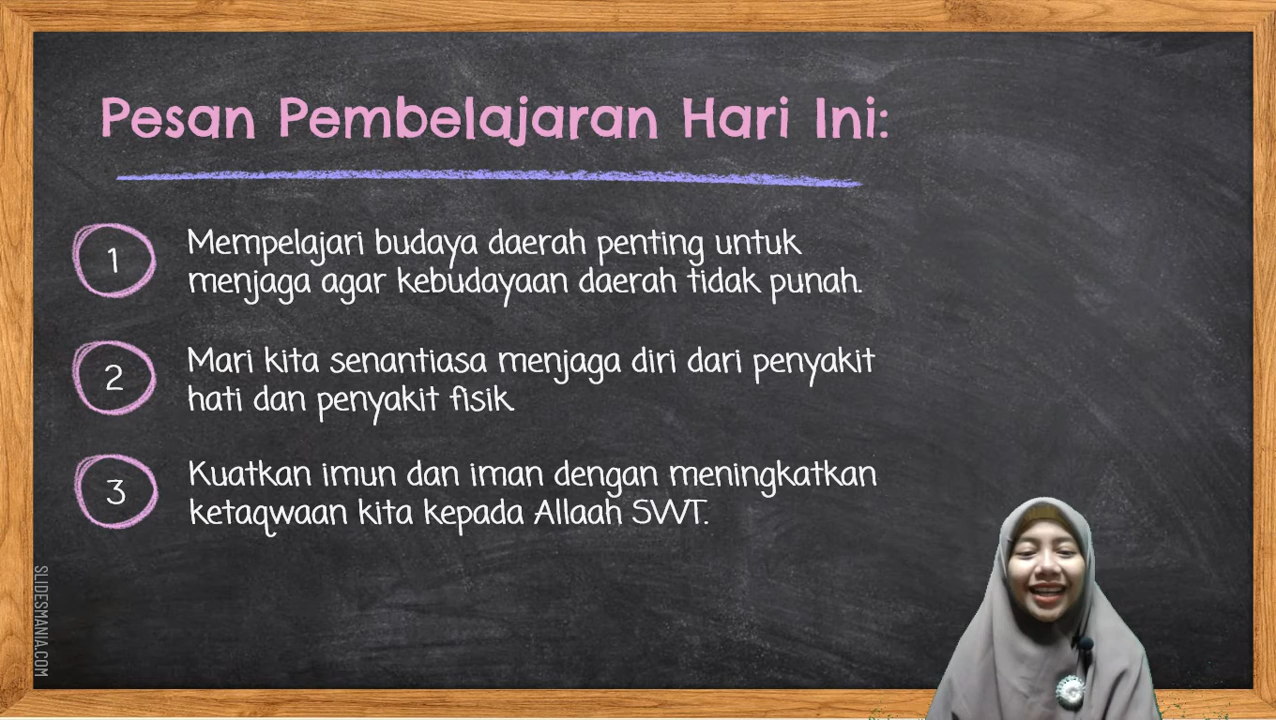 Pesan Pembelajaran Hari Ini:
1
Mempelajari budaya daerah penting untuk
menjaga agar kebudayaan daerah tidak punah.
2
Mari kita senantiasa menjaga diri dari penyakit
hati dan penyakit fisik.
3
Kuatkan imun dan iman dengan meningkatkan
ketaqwaan kita kepada Allaah SWT.
SLIDESMANIA.COM